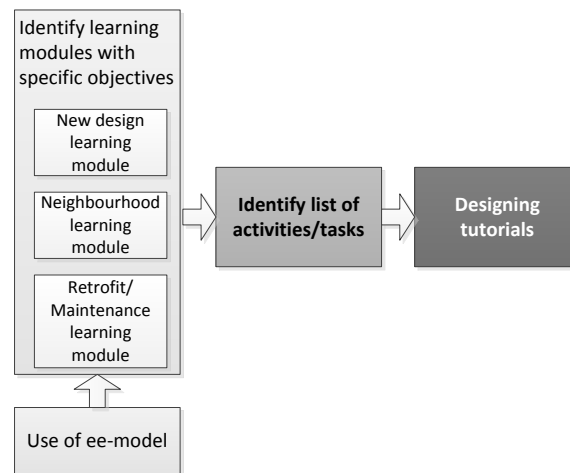 Identify learning
modules with
specific objectives
New design
learning
module
Neighbourhood
learning
module
Retrofit/
Maintenance
learning
module
Identify list of
activities/tasks
Designing
tutorials
Use of ee-model